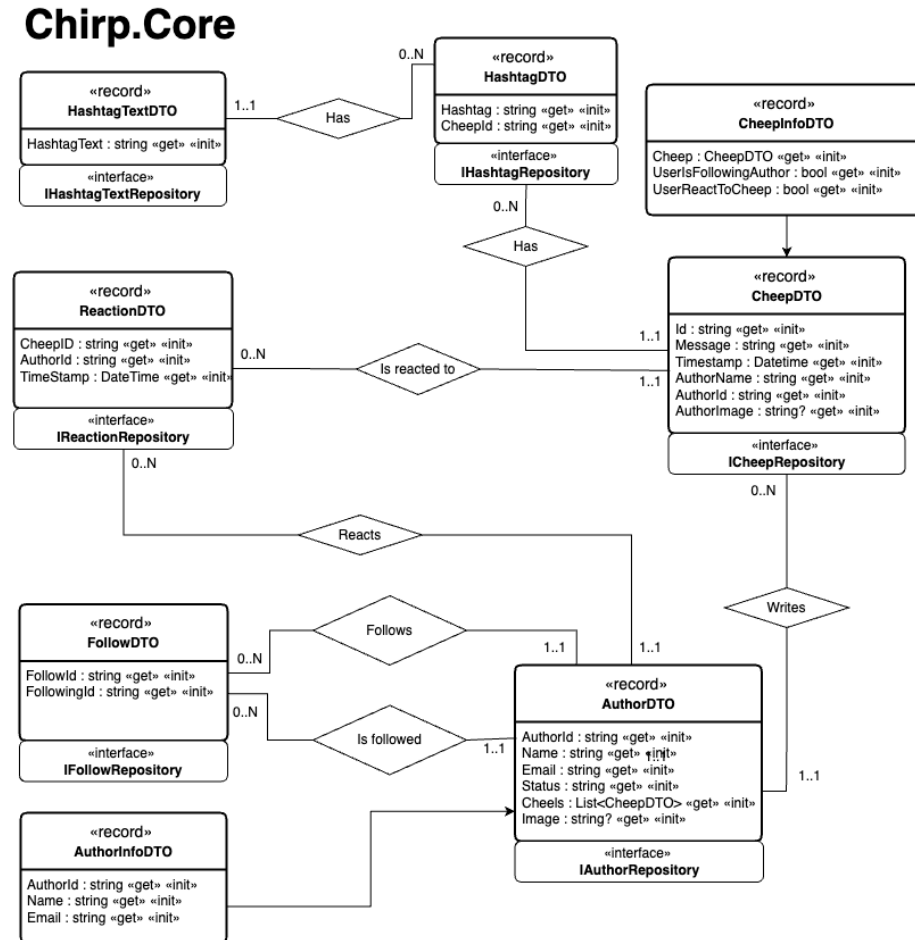 Chirp.Core
«record»
HashtagTextDTO
HashtagText : string «get» «init»
«interface»
IHashtagTextRepository
1..1
Has
0..N
«record»
HashtagDTO
Hashtag : string «get» «init»
CheepId : string «get» «init»
«interface»
IHashtagRepository
0..N
Has
1..1
«record»
CheepInfoDTO
Cheep : CheepDTO «get» «init»
UserIsFollowingAuthor : bool «get» «init»
UserReactToCheep : bool «get» «init»
«record»
CheepDTO
Id : string «get» «init»
Message : string «get» «init»
Timestamp : Datetime «get» «init»
AuthorName : string «get» «init»
AuthorId : string «get» «init»
AuthorImage : string? «get» «init»
«interface»
ICheepRepository
0..N
«record»
ReactionDTO
CheepID : string «get» «init»
AuthorId : string «get» «init»
TimeStamp : DateTime «get» «init»
«interface»
IReactionRepository
0..N
0..N
Is reacted to
1..1
Reacts
1..1
Writes
1..1
«record»
FollowDTO
FollowId : string «get» «init»
FollowingId : string «get» «init»
«interface»
IFollowRepository
0..N
Follows
1..1
0..N
Is followed
1..1
«record»
AuthorDTO
AuthorId : string «get» «init»
Name : string «get» «init»
1..1
Email : string «get» «init»
Status : string «get» «init»
Cheels : List<CheepDTO> «get» «init»
Image : string? «get» «init»
«interface»
IAuthorRepository
«record»
AuthorInfoDTO
AuthorId : string «get» «init»
Name : string «get» «init»
Email : string «get» «init»